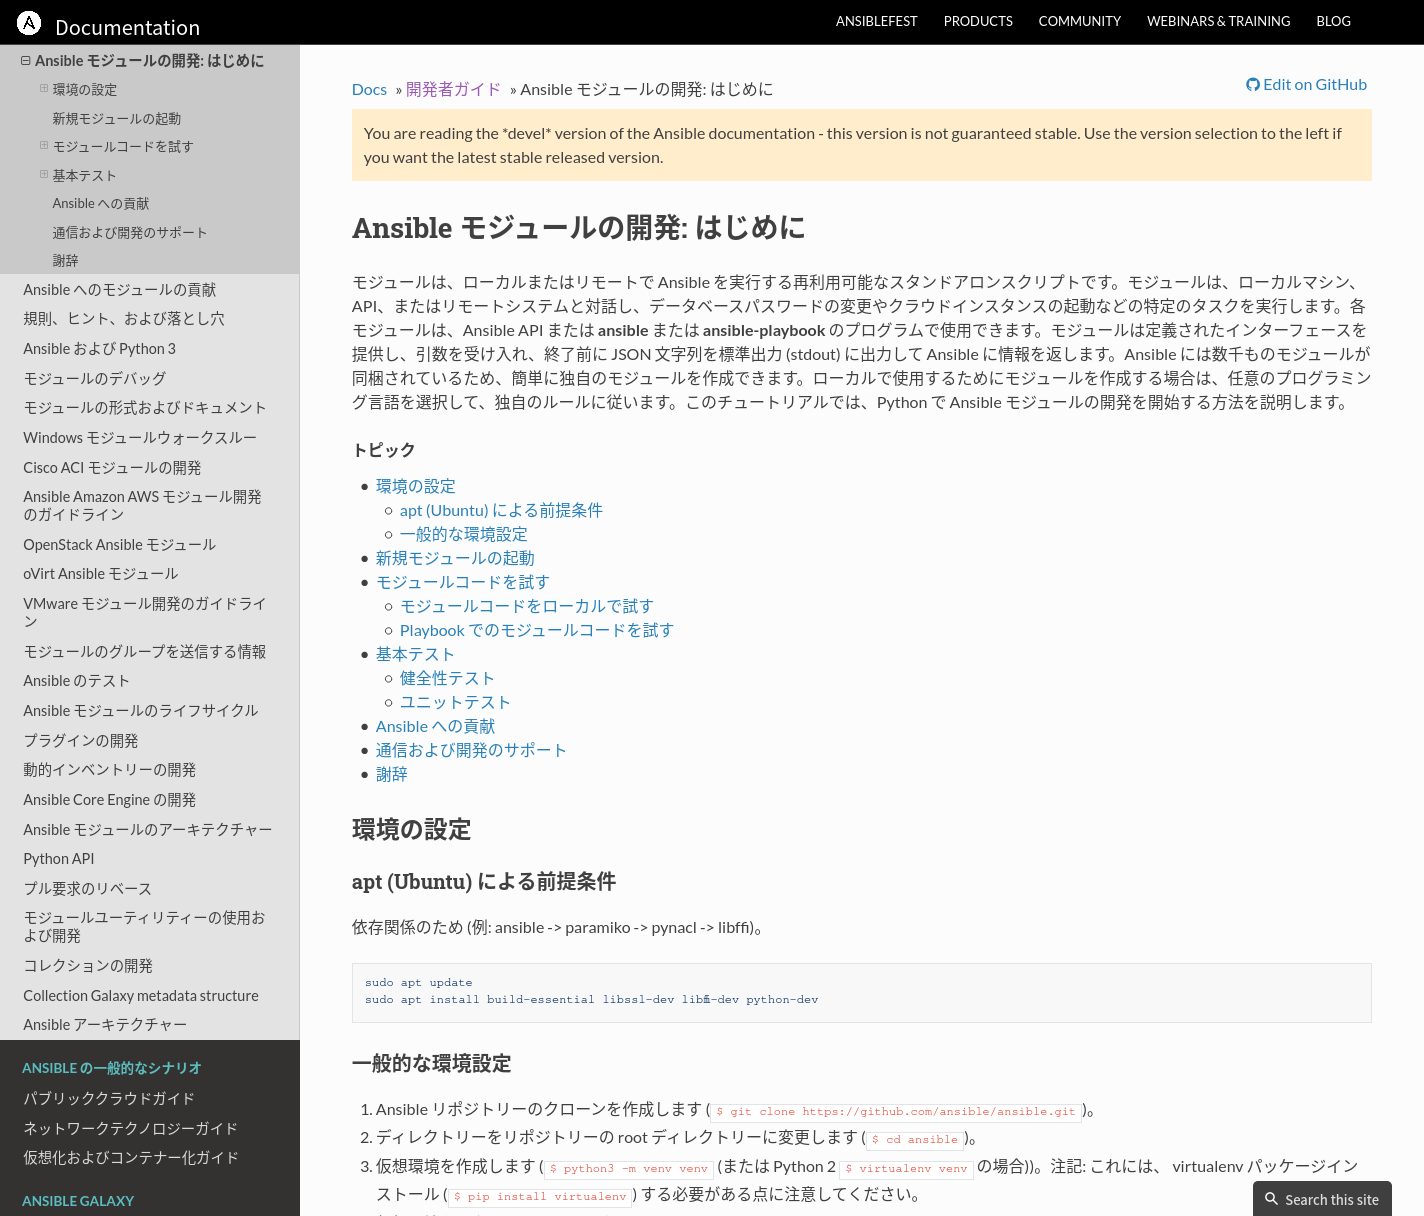 Documentation
ANSIBLEFEST PRODUCTS COMMUNITY WEBINARS & TRAINING BLOG
Ansible モジュールの開発: はじめに
環境の設定
新規モジュールの起動
モジュールコードを試す
基本テスト
Ansible への貢献
通信および開発のサポート
謝辞
Ansible へのモジュールの貢献
規則、ヒント、および落とし穴
Ansible および Python 3
モジュールのデバッグ
モジュールの形式およびドキュメント
Windows モジュールウォークスルー
Cisco ACI モジュールの開発
Ansible Amazon AWS モジュール開発
のガイドライン
OpenStack Ansible モジュール
oVirt Ansible モジュール
VMware モジュール開発のガイドライ
ン
モジュールのグループを送信する情報
Ansible のテスト
Ansible モジュールのライフサイクル
プラグインの開発
動的インベントリーの開発
Ansible Core Engine の開発
Ansible モジュールのアーキテクチャー
Python API
プル要求のリベース
モジュールユーティリティーの使用お
よび開発
コレクションの開発
Collection Galaxy metadata structure
Ansible アーキテクチャー
ANSIBLE の一般的なシナリオ
パブリッククラウドガイド
ネットワークテクノロジーガイド
仮想化およびコンテナー化ガイド
ANSIBLE GALAXY
Docs » 開発者ガイド » Ansible モジュールの開発: はじめに
Edit on GitHub
You are reading the *devel* version of the Ansible documentation - this version is not guaranteed stable. Use the version selection to the left if
you want the latest stable released version.
Ansible モジュールの開発: はじめに
モジュールは、ローカルまたはリモートで Ansible を実行する再利用可能なスタンドアロンスクリプトです。モジュールは、ローカルマシン、
API、またはリモートシステムと対話し、データベースパスワードの変更やクラウドインスタンスの起動などの特定のタスクを実行します。各
モジュールは、Ansible API または ansible または ansible-playbook のプログラムで使用できます。モジュールは定義されたインターフェースを
提供し、引数を受け入れ、終了前に JSON 文字列を標準出力 (stdout) に出力して Ansible に情報を返します。Ansible には数千ものモジュールが
同梱されているため、簡単に独自のモジュールを作成できます。ローカルで使用するためにモジュールを作成する場合は、任意のプログラミン
グ言語を選択して、独自のルールに従います。このチュートリアルでは、Python で Ansible モジュールの開発を開始する方法を説明します。
トピック
• 環境の設定
○ apt (Ubuntu) による前提条件
○ 一般的な環境設定
• 新規モジュールの起動
• モジュールコードを試す
○ モジュールコードをローカルで試す
○ Playbook でのモジュールコードを試す
• 基本テスト
○ 健全性テスト
○ ユニットテスト
• Ansible への貢献
• 通信および開発のサポート
• 謝辞
環境の設定
apt (Ubuntu) による前提条件
依存関係のため (例: ansible -> paramiko -> pynacl -> libffi)。
sudo apt update
sudo apt install build-essential libssl-dev libffi-dev python-dev
一般的な環境設定
1. Ansible リポジトリーのクローンを作成します ( $ git clone https://github.com/ansible/ansible.git )。
2. ディレクトリーをリポジトリーの root ディレクトリーに変更します ( $ cd ansible )。
3. 仮想環境を作成します ( $ python3 -m venv venv (または Python 2 $ virtualenv venv の場合))。注記: これには、 virtualenv パッケージイン
ストール ( $ pip install virtualenv ) する必要がある点に注意してください。
Search this site